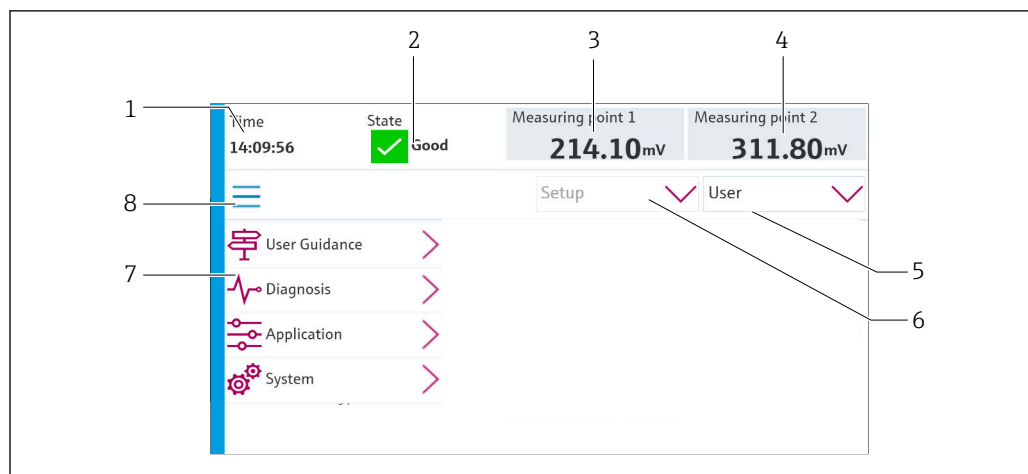 2
3
4
1
Time
State
Measuring point 1
Measuring point 2
14:09:56
Good
214.10mV
311.80mV
8
Setup
User
User Guidance
7
Diagnosis
5
6
Application
System